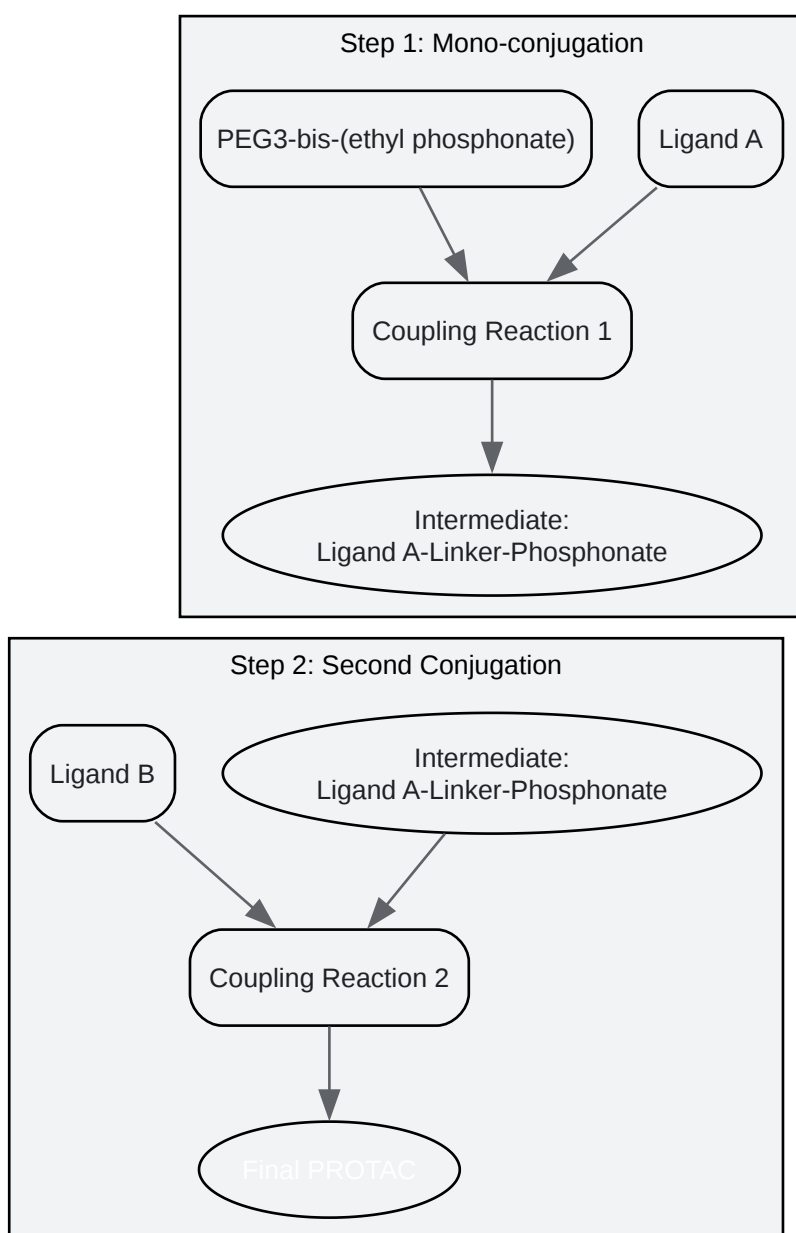 Step 1: Mono-conjugation
PEG3-bis-(ethyl phosphonate)
Ligand A
Coupling Reaction 1
Intermediate:
Ligand A-Linker-Phosphonate
Step 2: Second Conjugation
Ligand B
Intermediate:
Ligand A-Linker-Phosphonate
Coupling Reaction 2
Final PROTAC